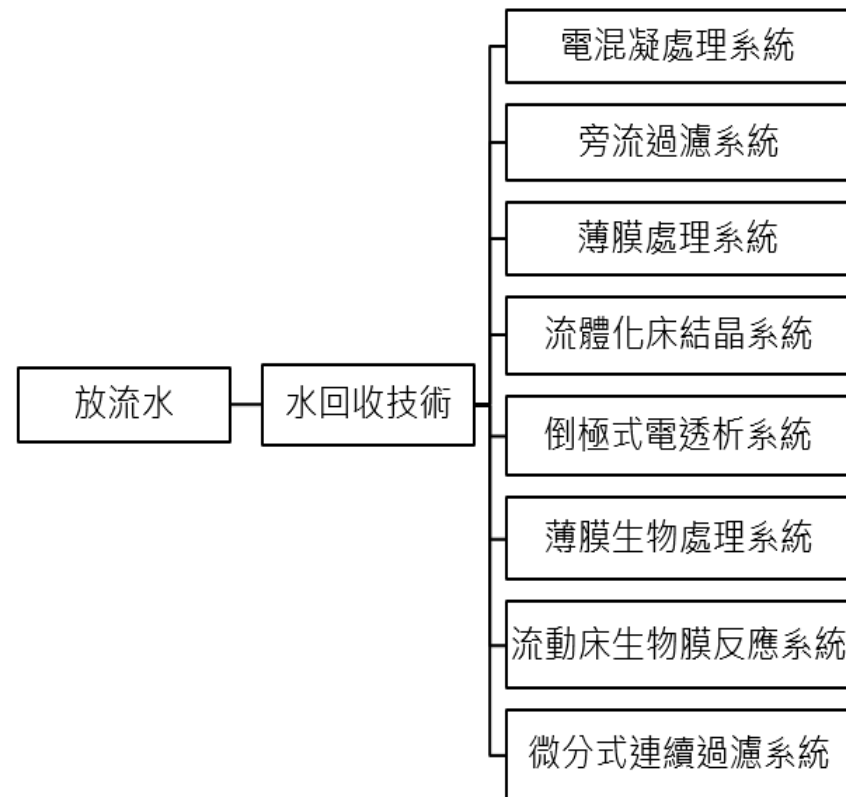 放流水
水回收技術
電混凝處理系統
旁流過濾系統
薄膜處理系統
流體化床結晶系統
倒極式電透析系統
薄膜生物處理系統
流動床生物膜反應系統
微分式連續過濾系統